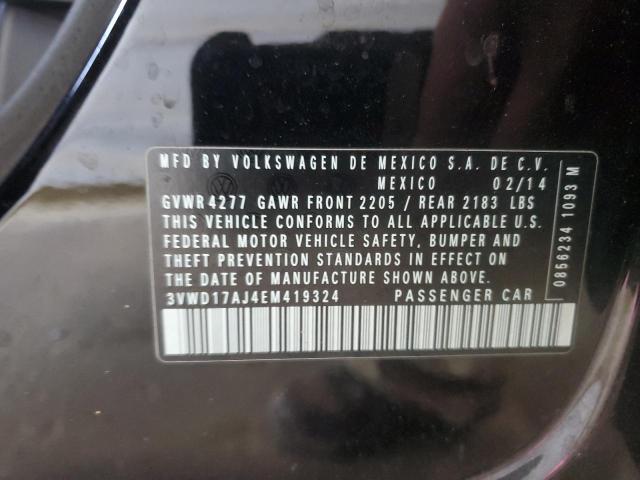 MFD BY VOLKSWAGEN DE MEXICO S.A. DE C.V.
MEXICO 02/14
GVWR 4277 GAWR FRONT 2205 / REAR 2183 LBS
THIS VEHICLE CONFORMS TO ALL APPLICABLE U.S.
FEDERAL MOTOR VEHICLE SAFETY, BUMPER AND
THEFT PREVENTION STANDARDS IN EFFECT ON
THE DATE OF MANUFACTURE SHOWN ABOVE.
3VWD17AJ4EM419324 PASSENGER CAR
0856234 1093 M